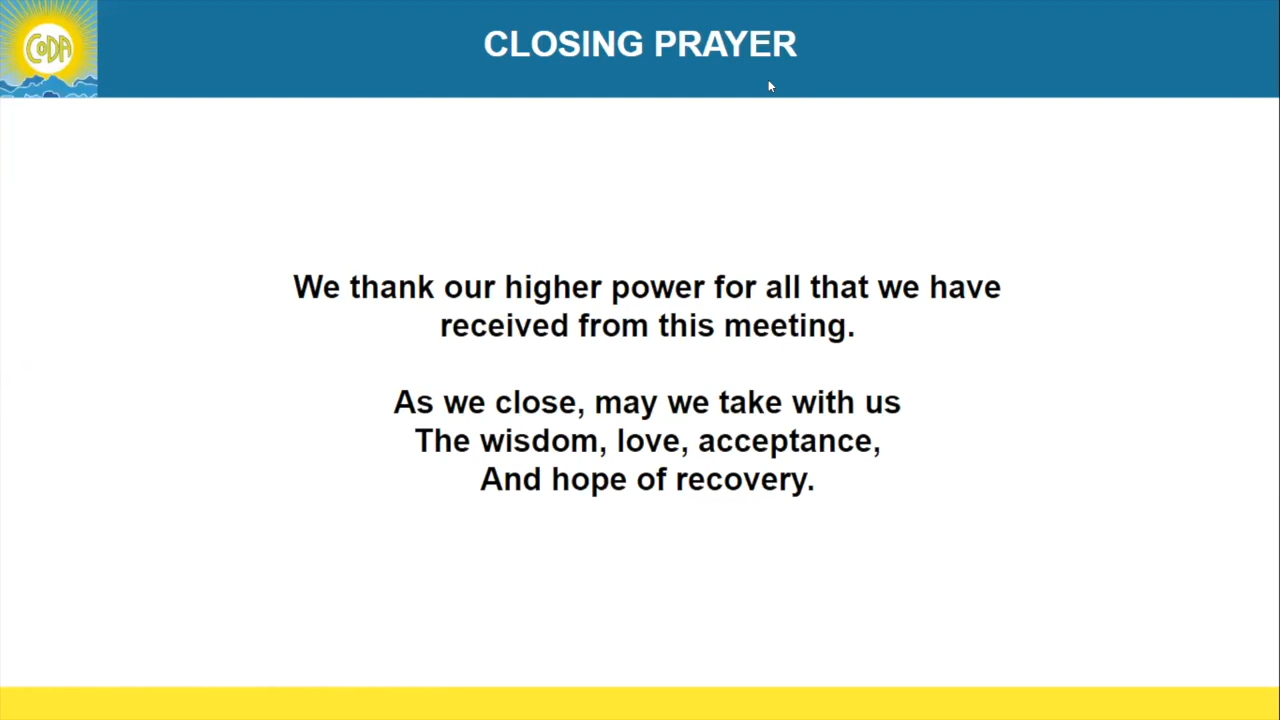 CoDA
CLOSING PRAYER
We thank our higher power for all that we have
received from this meeting.
As we close, may we take with us
The wisdom, love, acceptance,
And hope of recovery.